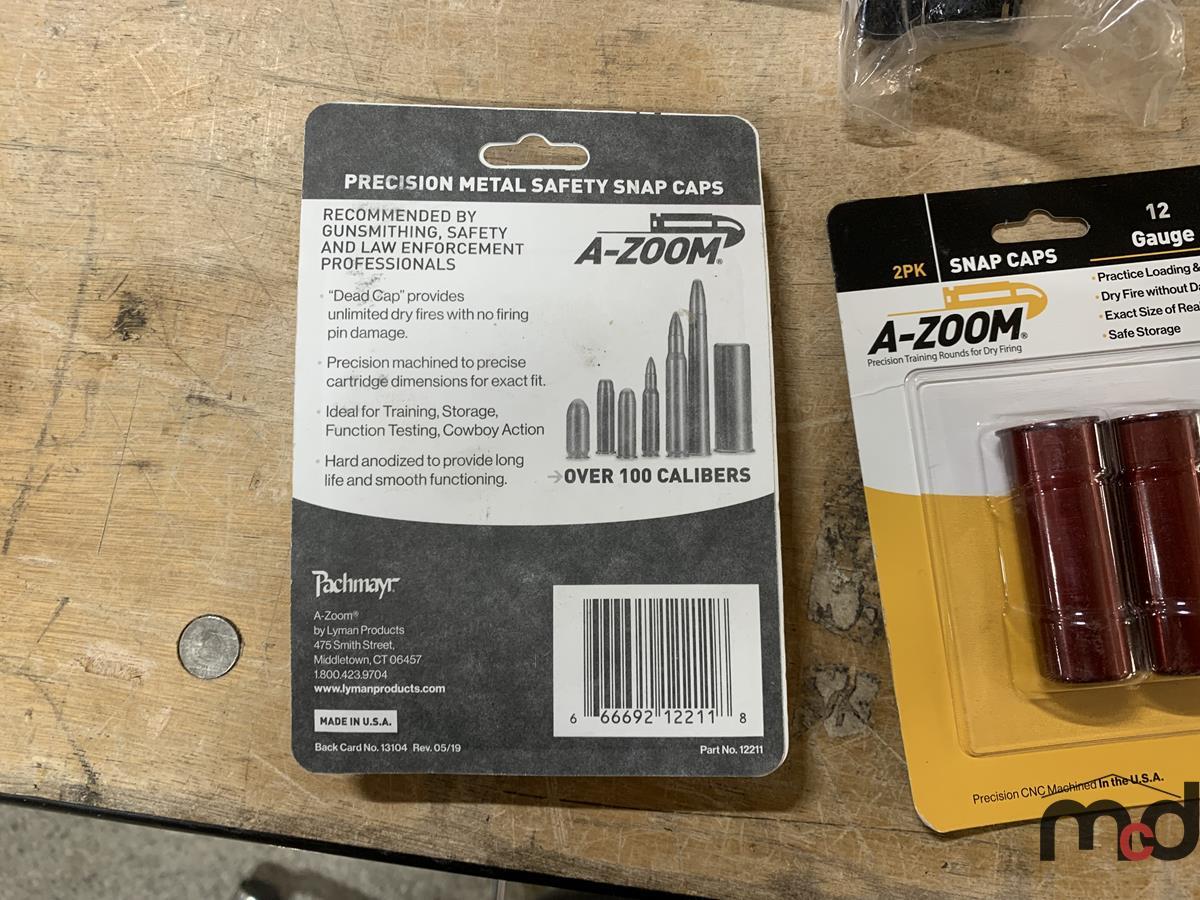 PRECISION METAL SAFETY SNAP CAPS
RECOMMENDED BY
GUNSMITHING, SAFETY
AND LAW ENFORCEMENT
PROFESSIONALS
A-ZOOM®
• “Dead Cap” provides
unlimited dry fires with no firing
pin damage.
• Precision machined to precise
cartridge dimensions for exact fit.
• Ideal for Training, Storage,
Function Testing, Cowboy Action
• Hard anodized to provide long
life and smooth functioning.
→OVER 100 CALIBERS
Pachmayr®
A-Zoom®
by Lyman Products
475 Smith Street,
Middletown, CT 06457
1.800.423.9704
www.lymanproducts.com
MADE IN U.S.A.
Back Card No. 13104 Rev. 05/19
6 66692 12211 8
Part No. 12211
2PK
SNAP CAPS
12
Gauge
A-ZOOM®
Precision Training Rounds for Dry Firing
• Practice Loading &
• Dry Fire without
• Exact Size of
• Safe Storage
Precision CNC Machined In the U.S.A.
mcd